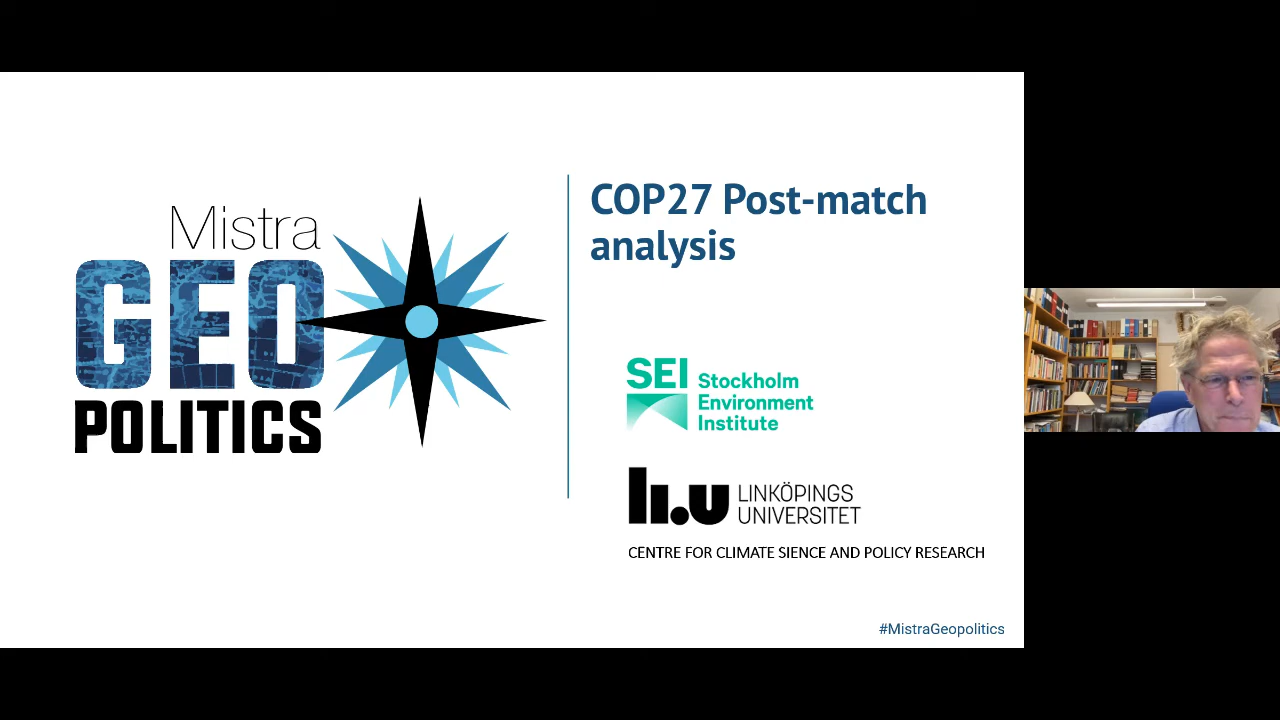 Mistra
GEO
POLITICS
COP27 Post-match
analysis
SEI Stockholm
Environment
Institute
li.u LINKÖPINGS
UNIVERSITET
CENTRE FOR CLIMATE SIENCE AND POLICY RESEARCH
#MistraGeopolitics